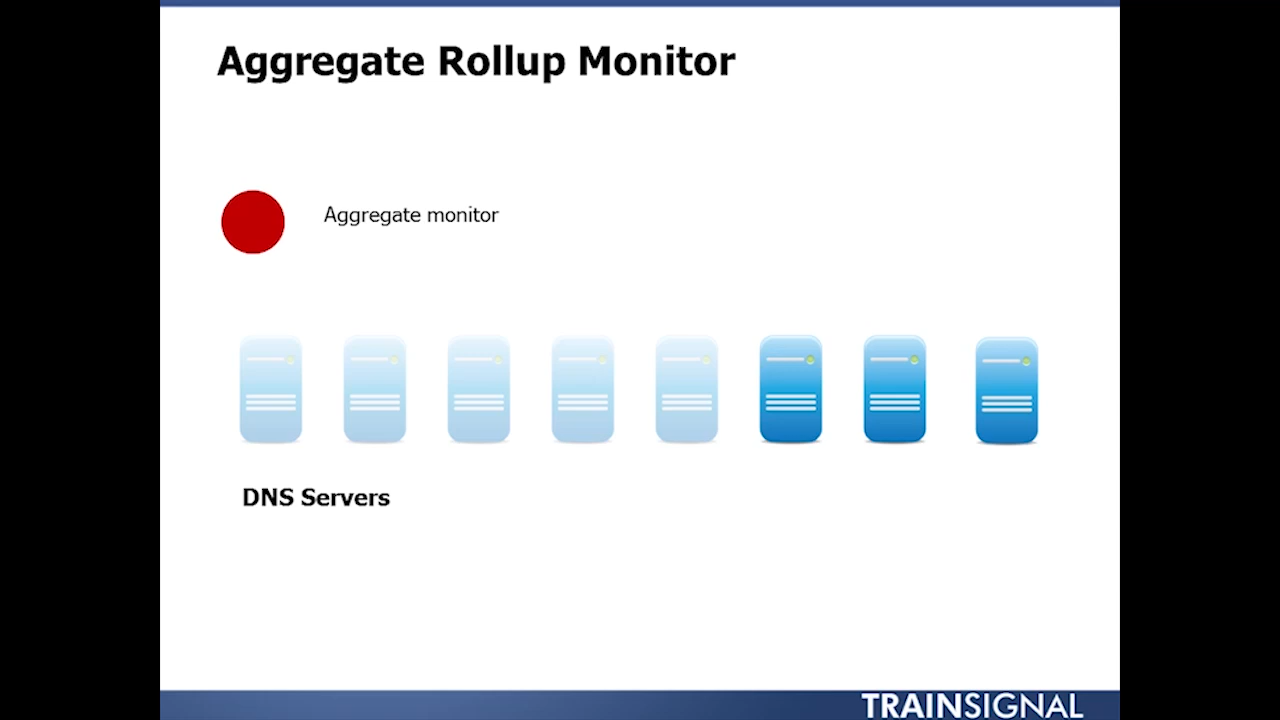 Aggregate Rollup Monitor
Aggregate monitor
DNS Servers
TRAINSIGNAL